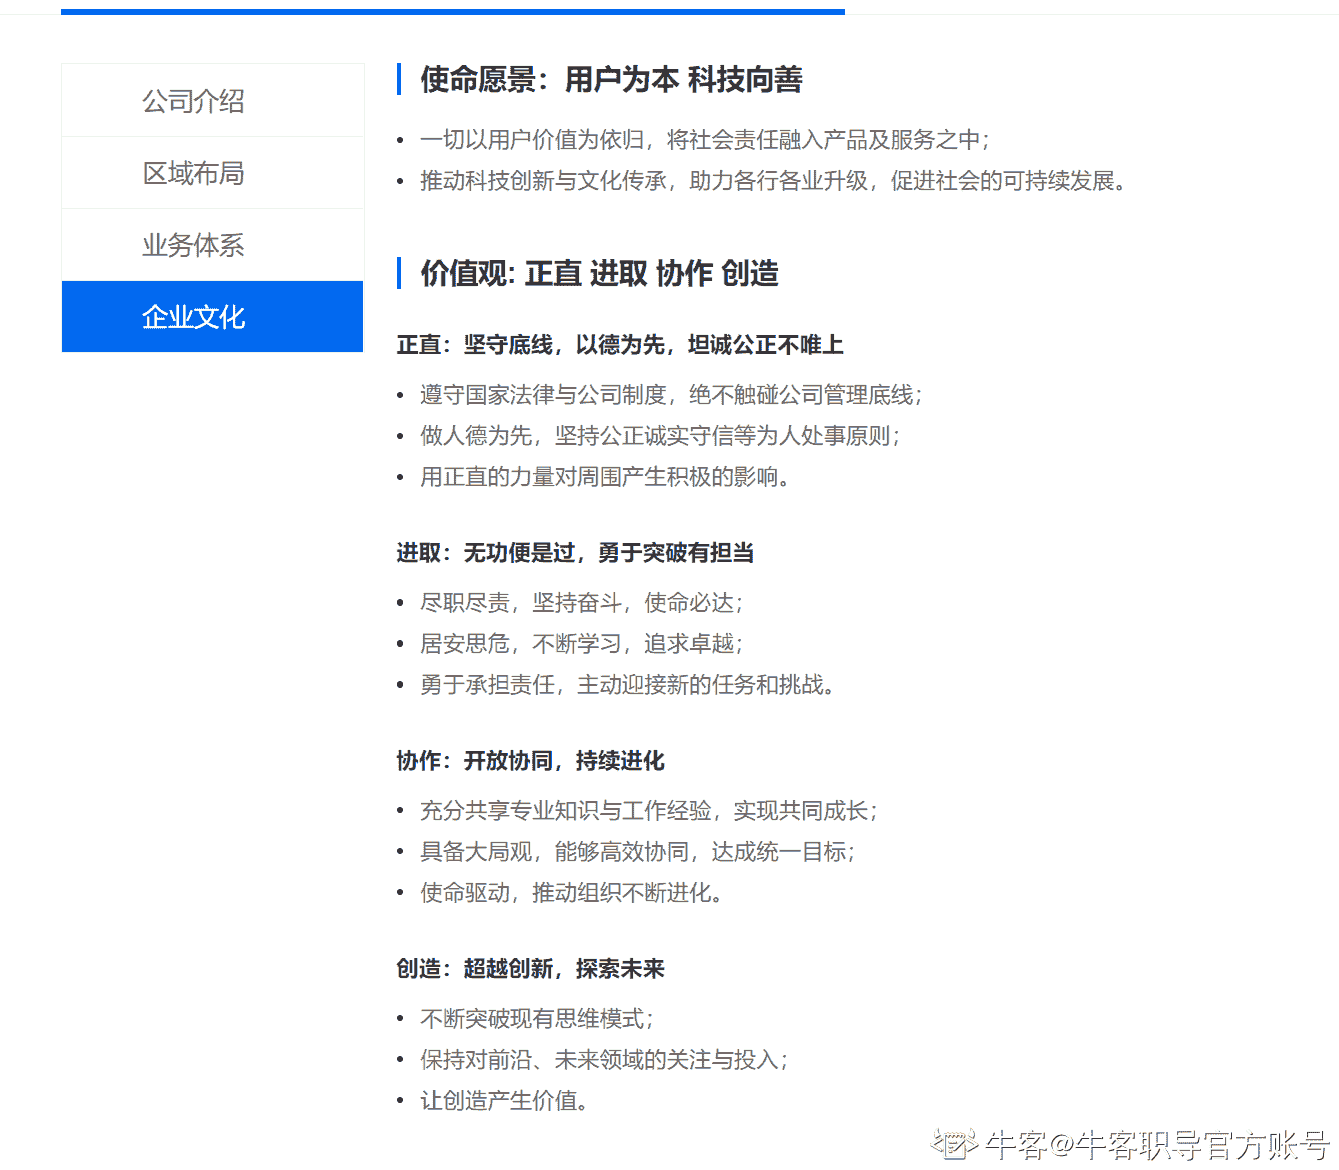 公司介绍
区域布局
业务体系
企业文化
使命愿景：用户为本 科技向善
• 一切以用户价值为依归，将社会责任融入产品及服务之中；
• 推动科技创新与文化传承，助力各行各业升级，促进社会的可持续发展。
价值观: 正直 进取 协作 创造
正直：坚守底线，以德为先，坦诚公正不唯上
• 遵守国家法律与公司制度，绝不触碰公司管理底线；
• 做人德为先，坚持公正诚实守信等为人处事原则；
• 用正直的力量对周围产生积极的影响。
进取：无功便是过，勇于突破有担当
• 尽职尽责，坚持奋斗，使命必达；
• 居安思危，不断学习，追求卓越；
• 勇于承担责任，主动迎接新的任务和挑战。
协作：开放协同，持续进化
• 充分共享专业知识与工作经验，实现共同成长；
• 具备大局观，能够高效协同，达成统一目标；
• 使命驱动，推动组织不断进化。
创造：超越创新，探索未来
• 不断突破现有思维模式；
• 保持对前沿、未来领域的关注与投入；
• 让创造产生价值。
牛客@牛客职导官方账号